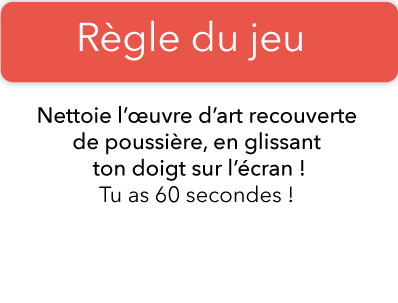 Règle du jeu
Nettoie l’œuvre d’art recouverte
de poussière, en glissant
ton doigt sur l’écran !
Tu as 60 secondes !